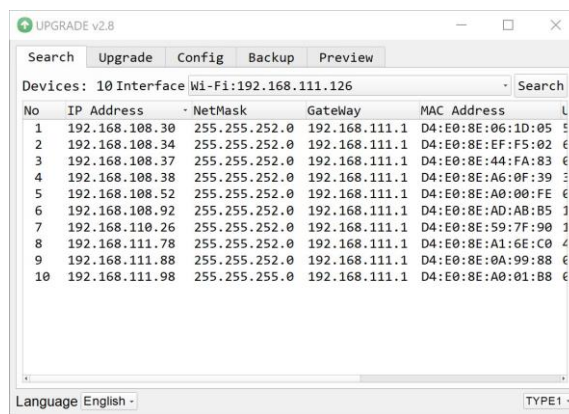 UPGRADE v2.8
Search Upgrade Config Backup Preview
Devices: 10 Interface Wi-Fi:192.168.111.126 Search
No IP Address NetMask GateWay MAC Address
1 192.168.108.30 255.255.252.0 192.168.111.1 D4:E0:8E:06:1D:05
2 192.168.108.34 255.255.252.0 192.168.111.1 D4:E0:8E:EF:F5:02
3 192.168.108.37 255.255.252.0 192.168.111.1 D4:E0:8E:44:FA:83
4 192.168.108.38 255.255.252.0 192.168.111.1 D4:E0:8E:A6:0F:39
5 192.168.108.52 255.255.252.0 192.168.111.1 D4:E0:8E:A0:00:FE
6 192.168.108.92 255.255.252.0 192.168.111.1 D4:E0:8E:AD:AB:B5
7 192.168.110.26 255.255.252.0 192.168.111.1 D4:E0:8E:59:7F:90
8 192.168.111.78 255.255.252.0 192.168.111.1 D4:E0:8E:A1:6E:C0
9 192.168.111.88 255.255.252.0 192.168.111.1 D4:E0:8E:0A:99:88
10 192.168.111.98 255.255.255.0 192.168.111.1 D4:E0:8E:A0:01:B8
Language English TYPE1